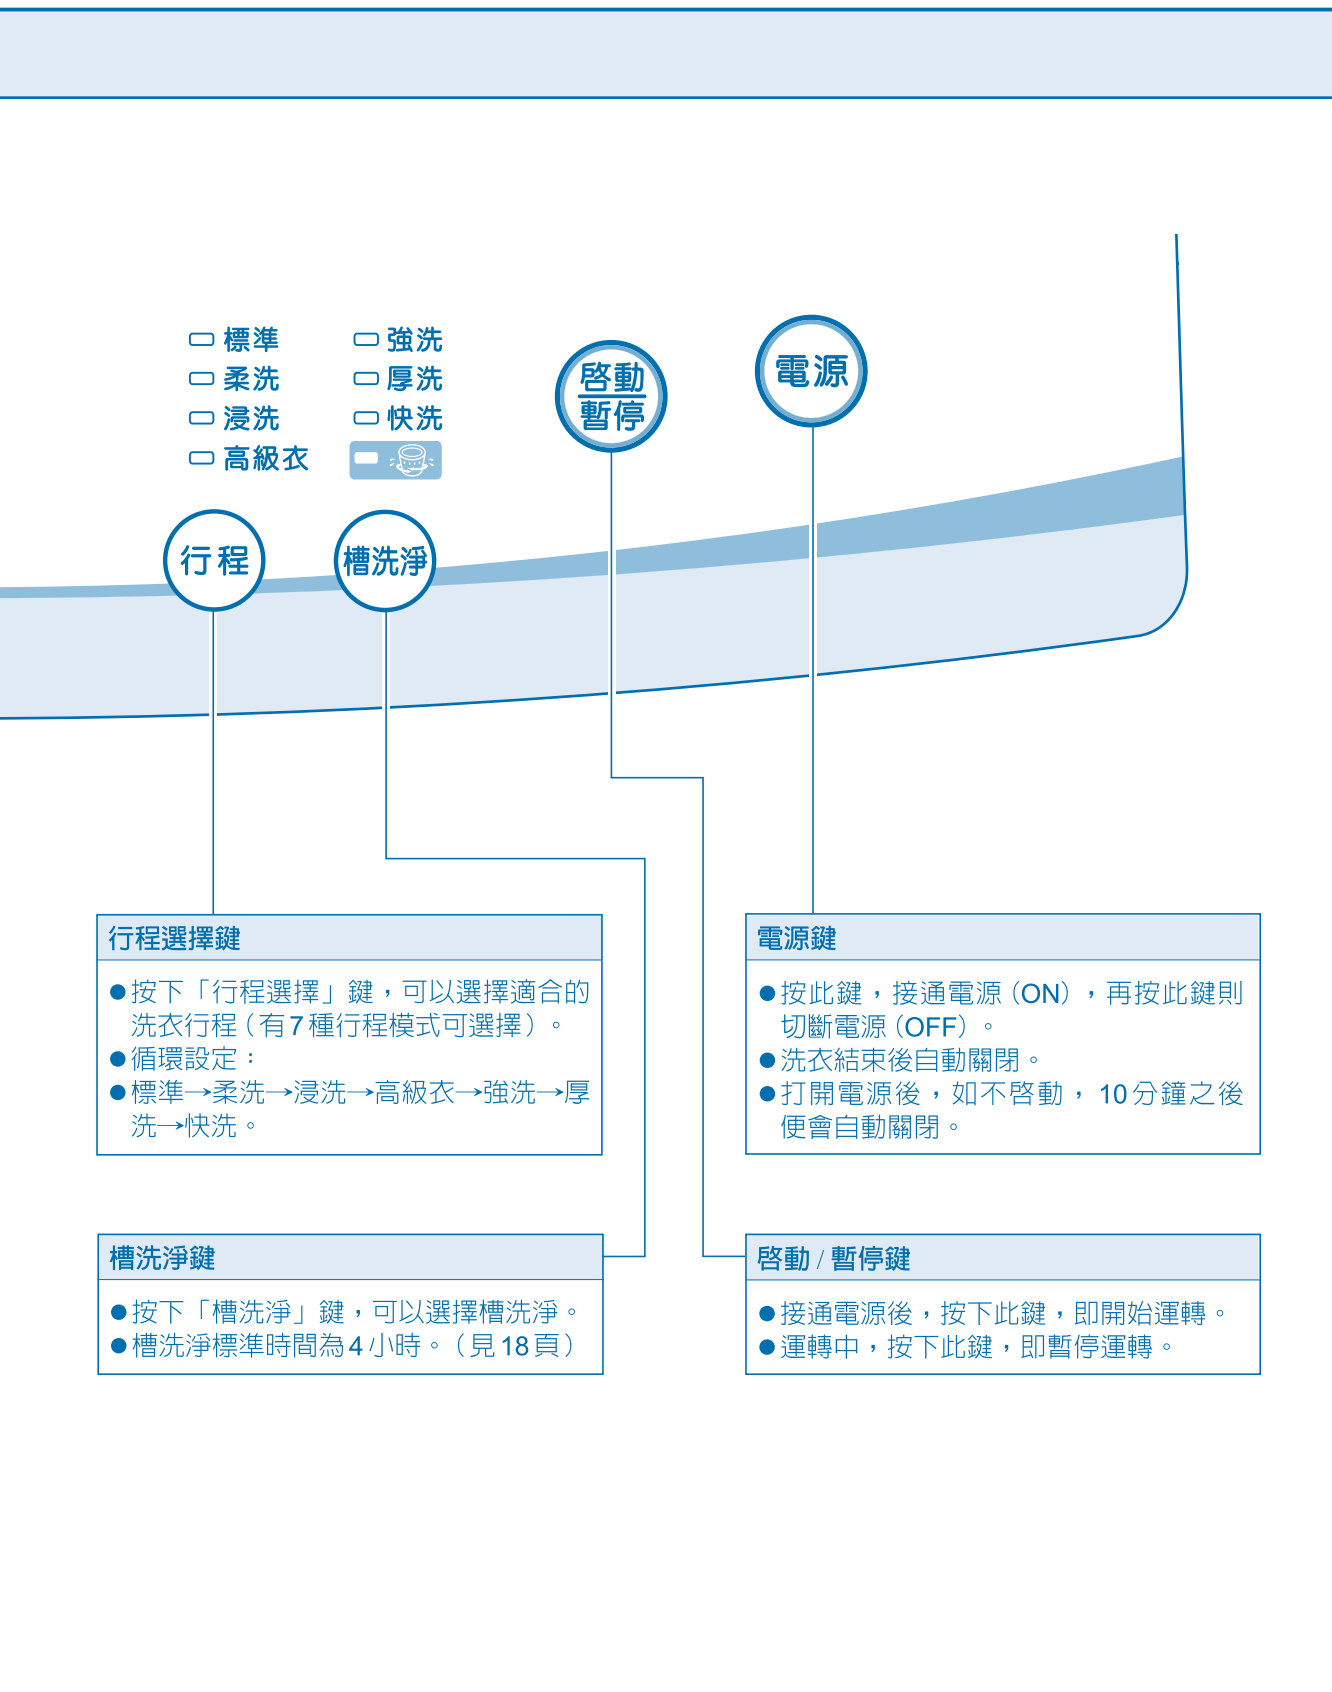 標準
強洗
柔洗
厚洗
浸洗
快洗
高級衣
啓動
暫停
電源
行程
槽洗淨
行程選擇鍵
●按下「行程選擇」鍵，可以選擇適合的
洗衣行程（有7種行程模式可選擇）。
●循環設定：
●標準→柔洗→浸洗→高級衣→強洗→厚
洗→快洗。
電源鍵
●按此鍵，接通電源（ON），再按此鍵則
切斷電源（OFF）。
●洗衣結束後自動關閉。
●打開電源後，如不啓動，10分鐘之後
便會自動關閉。
槽洗淨鍵
●按下「槽洗淨」鍵，可以選擇槽洗淨。
●槽洗淨標準時間為4小時。（見18頁）
啓動 / 暫停鍵
●接通電源後，按下此鍵，即開始運轉。
●運轉中，按下此鍵，即暫停運轉。